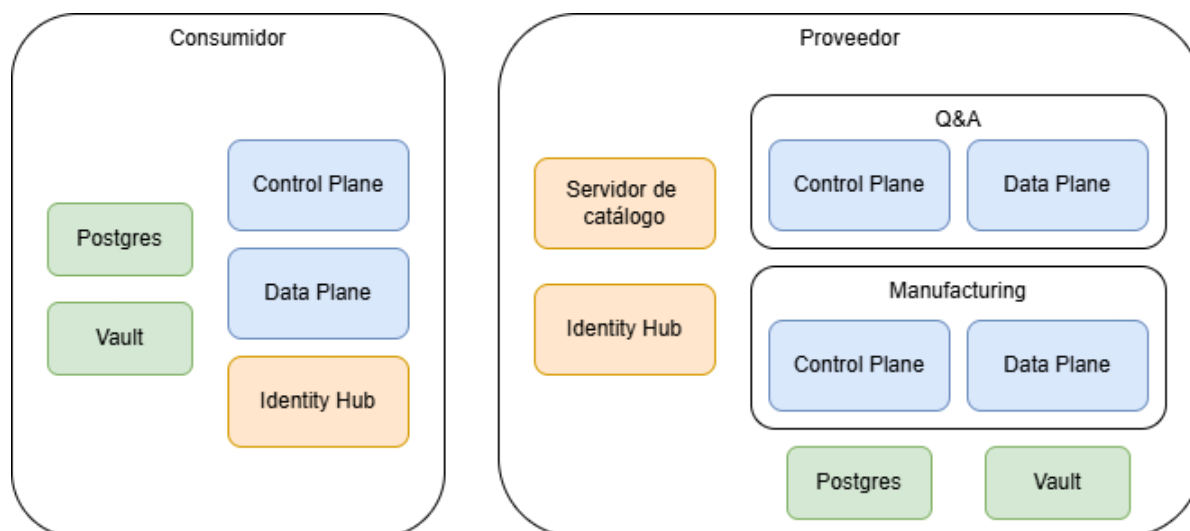 Consumidor
Postgres
Vault
Control Plane
Data Plane
Identity Hub
Proveedor
Servidor de
catálogo
Identity Hub
Q&A
Control Plane
Data Plane
Manufacturing
Control Plane
Data Plane
Postgres
Vault